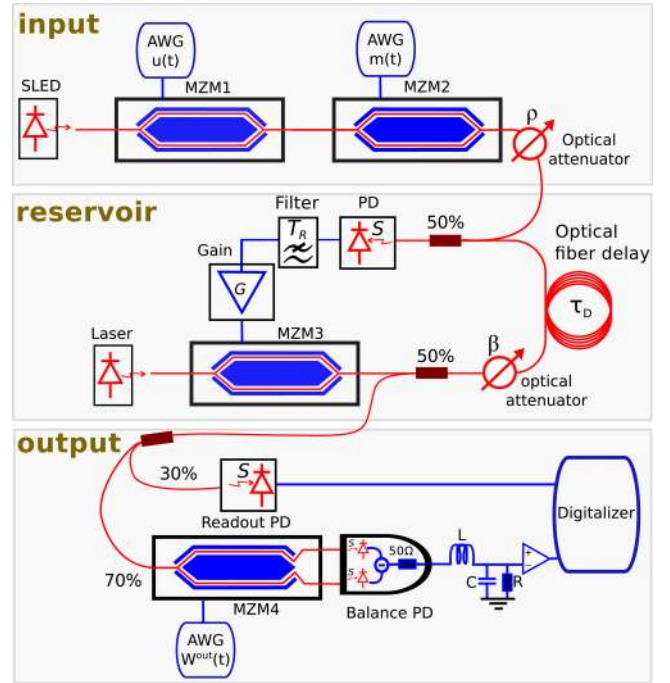 input
AWG
u(t)
AWG
m(t)
SLED
MZM1
MZM2
ρ
Optical
attenuator
reservoir
Filter
PD
50%
T_R
S
Gain
G
Optical
fiber delay
τ_D
Laser
MZM3
50%
β
optical
attenuator
output
30%
S
Readout PD
Digitalizer
70%
MZM4
S
S
50Ω
Balance PD
L
C
R
+
−
AWG
W^out(t)